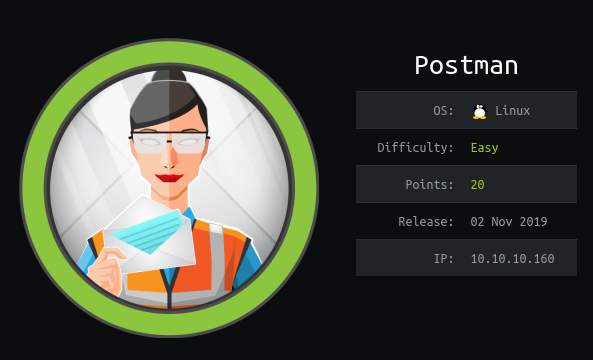 Postman
OS: Linux
Difficulty: Easy
Points: 20
Release: 02 Nov 2019
IP: 10.10.10.160